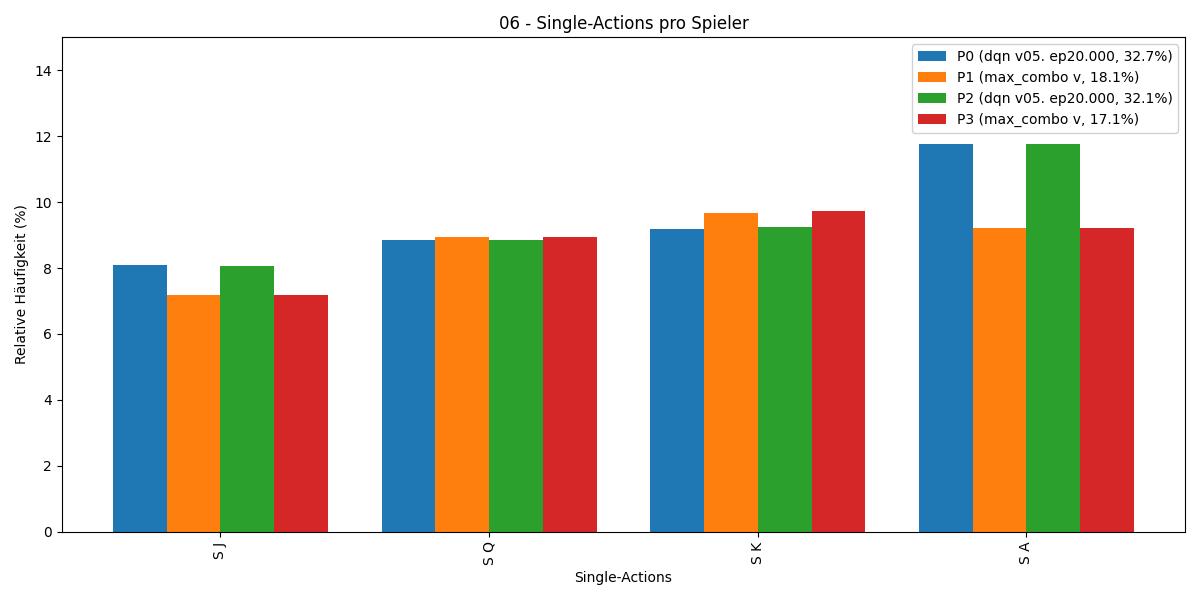 06 - Single-Actions pro Spieler
P0 (dqn v05. ep20.000, 32.7%)
P1 (max_combo v, 18.1%)
P2 (dqn v05. ep20.000, 32.1%)
P3 (max_combo v, 17.1%)
Relative Häufigkeit (%)
14
12
10
8
6
4
2
0
S J
S Q
S K
S A
Single-Actions